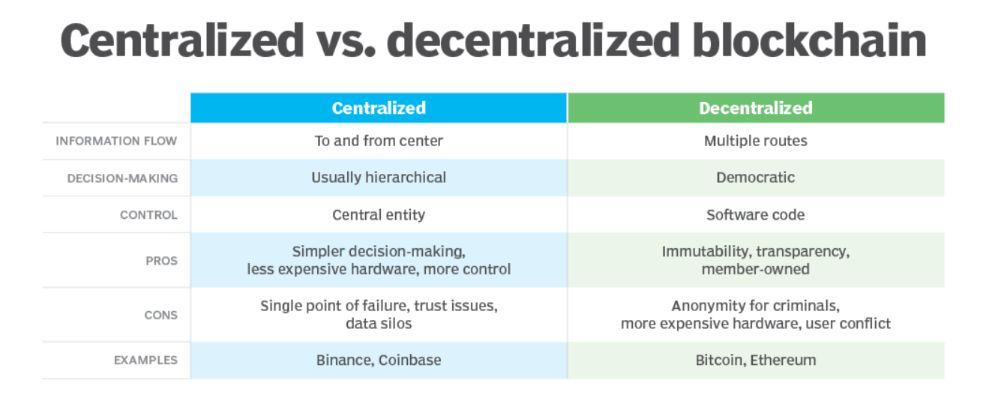 Centralized vs. decentralized blockchain
Centralized Decentralized
INFORMATION FLOW To and from center Multiple routes
DECISION-MAKING Usually hierarchical Democratic
CONTROL Central entity Software code
PROS Simpler decision-making, less expensive hardware, more control Immutability, transparency, member-owned
CONS Single point of failure, trust issues, data silos Anonymity for criminals, more expensive hardware, user conflict
EXAMPLES Binance, Coinbase Bitcoin, Ethereum